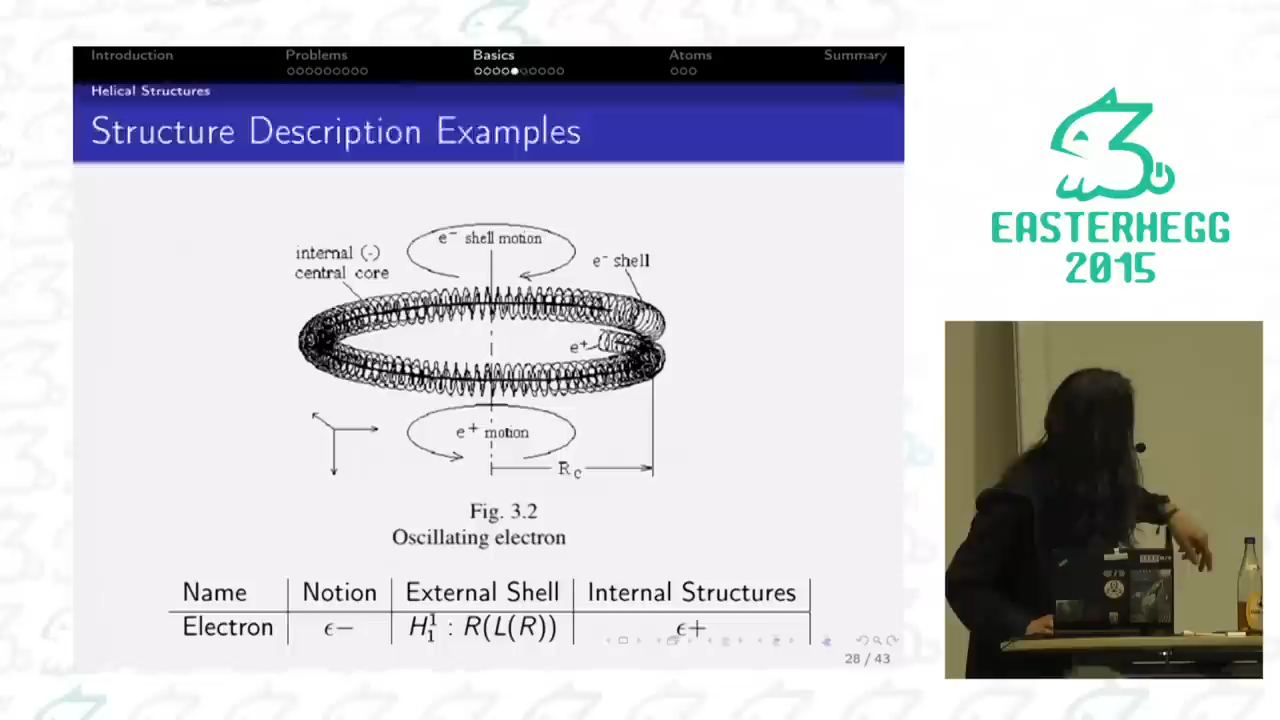 Introduction Problems Basics Atoms Summary
Helical Structures
Structure Description Examples
e⁻ shell motion
internal (-)
central core
e⁻ shell
e⁺
e⁺ motion
R_c
Fig. 3.2
Oscillating electron
Name Notion External Shell Internal Structures
Electron ϵ− H₁¹ : R(L(R)) ϵ+
28 / 43
EASTERHEGG
2015